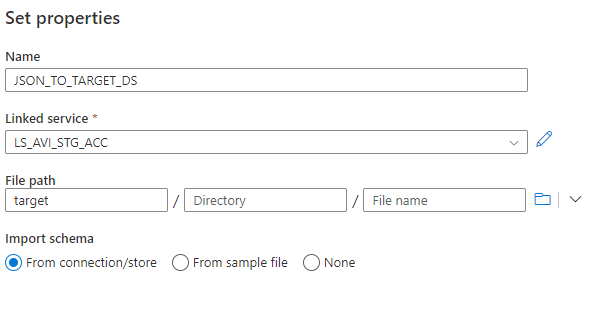 Set properties
Name
JSON_TO_TARGET_DS
Linked service *
LS_AVI_STG_ACC
File path
target / Directory / File name
Import schema
From connection/store From sample file None